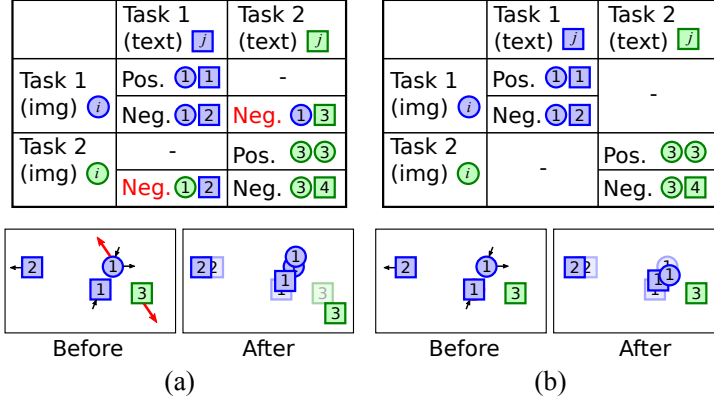 Task 1 (text) j
Task 2 (text) j
Task 1 (img) i
Pos. 1 1
-
Neg. 1 2
Neg. 1 3
Task 2 (img) i
-
Pos. 3 3
Neg. 1 2
Neg. 3 4
2 1 1 3
2 2 1 1 1 1 3 3
Before
After
(a)
Task 1 (text) j
Task 2 (text) j
Task 1 (img) i
Pos. 1 1
Neg. 1 2
-
Task 2 (img) i
-
Pos. 3 3
Neg. 3 4
2 1 1 3
2 2 1 1 1 1 3
Before
After
(b)